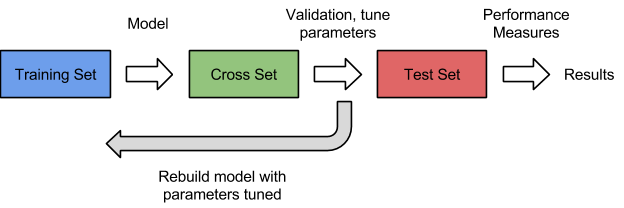 Model
Validation, tune
parameters
Performance
Measures
Training Set
Cross Set
Test Set
Results
Rebuild model with
parameters tuned